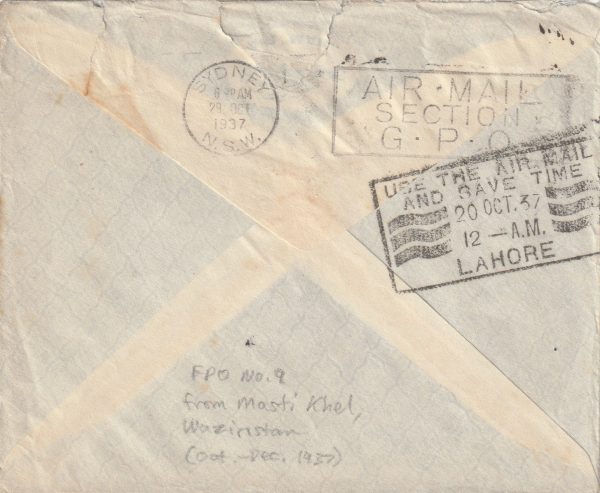 SYDNEY
AM
29 OCT
1937
N.S.W.
AIR·MAIL
SECTION
G·P·O
USE THE AIR MAIL
AND SAVE TIME
20 OCT.37
12 — A.M.
LAHORE
FPO No. 9
from Masti Khel,
Waziristan
(Oct.-Dec. 1937)